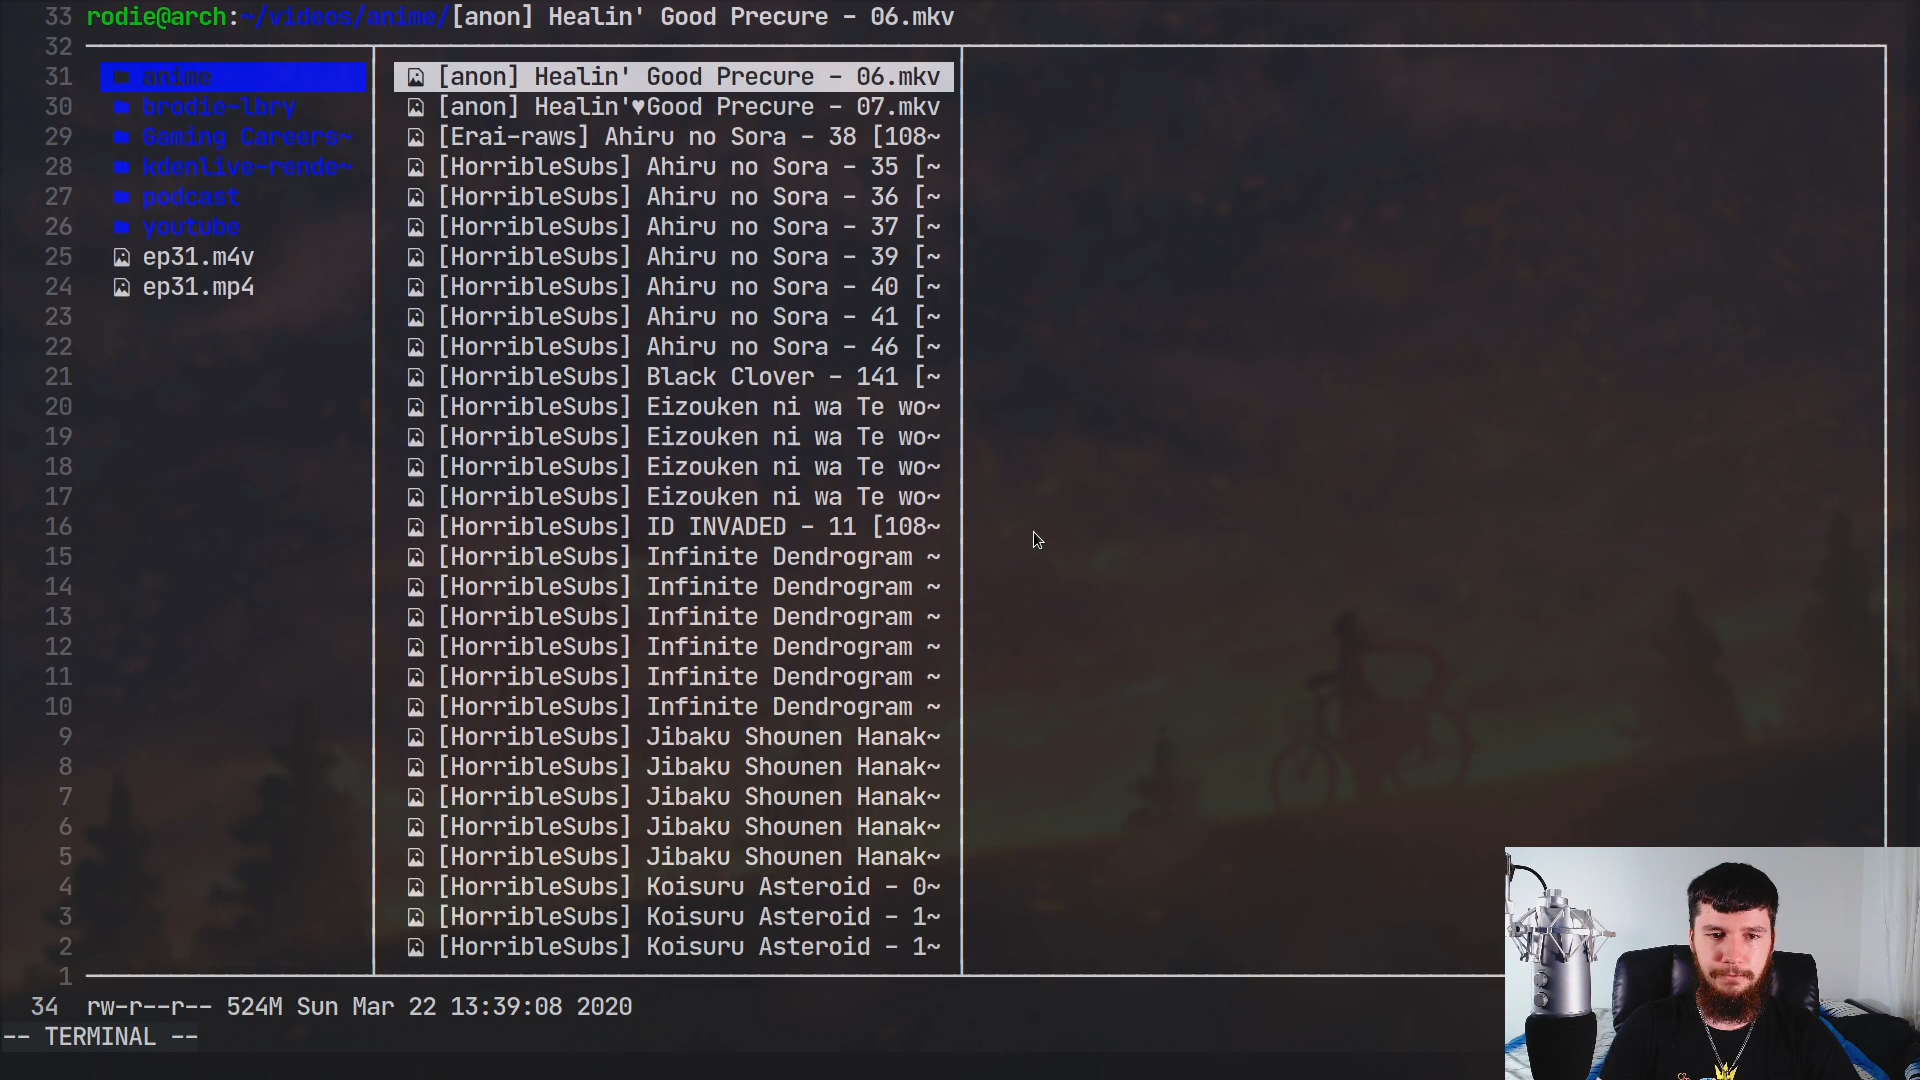 33 rodie@arch:~/videos/anime/[anon] Healin' Good Precure - 06.mkv
32
31 anime [anon] Healin' Good Precure - 06.mkv
30 brodie-lbry [anon] Healin'♥Good Precure - 07.mkv
29 Gaming Careers~ [Erai-raws] Ahiru no Sora - 38 [108~
28 kdenlive-rende~ [HorribleSubs] Ahiru no Sora - 35 [~
27 podcast [HorribleSubs] Ahiru no Sora - 36 [~
26 youtube [HorribleSubs] Ahiru no Sora - 37 [~
25 ep31.m4v [HorribleSubs] Ahiru no Sora - 39 [~
24 ep31.mp4 [HorribleSubs] Ahiru no Sora - 40 [~
23 [HorribleSubs] Ahiru no Sora - 41 [~
22 [HorribleSubs] Ahiru no Sora - 46 [~
21 [HorribleSubs] Black Clover - 141 [~
20 [HorribleSubs] Eizouken ni wa Te wo~
19 [HorribleSubs] Eizouken ni wa Te wo~
18 [HorribleSubs] Eizouken ni wa Te wo~
17 [HorribleSubs] Eizouken ni wa Te wo~
16 [HorribleSubs] ID INVADED - 11 [108~
15 [HorribleSubs] Infinite Dendrogram ~
14 [HorribleSubs] Infinite Dendrogram ~
13 [HorribleSubs] Infinite Dendrogram ~
12 [HorribleSubs] Infinite Dendrogram ~
11 [HorribleSubs] Infinite Dendrogram ~
10 [HorribleSubs] Infinite Dendrogram ~
9 [HorribleSubs] Jibaku Shounen Hanak~
8 [HorribleSubs] Jibaku Shounen Hanak~
7 [HorribleSubs] Jibaku Shounen Hanak~
6 [HorribleSubs] Jibaku Shounen Hanak~
5 [HorribleSubs] Jibaku Shounen Hanak~
4 [HorribleSubs] Koisuru Asteroid - 0~
3 [HorribleSubs] Koisuru Asteroid - 1~
2 [HorribleSubs] Koisuru Asteroid - 1~
1
34 rw-r--r-- 524M Sun Mar 22 13:39:08 2020
-- TERMINAL --